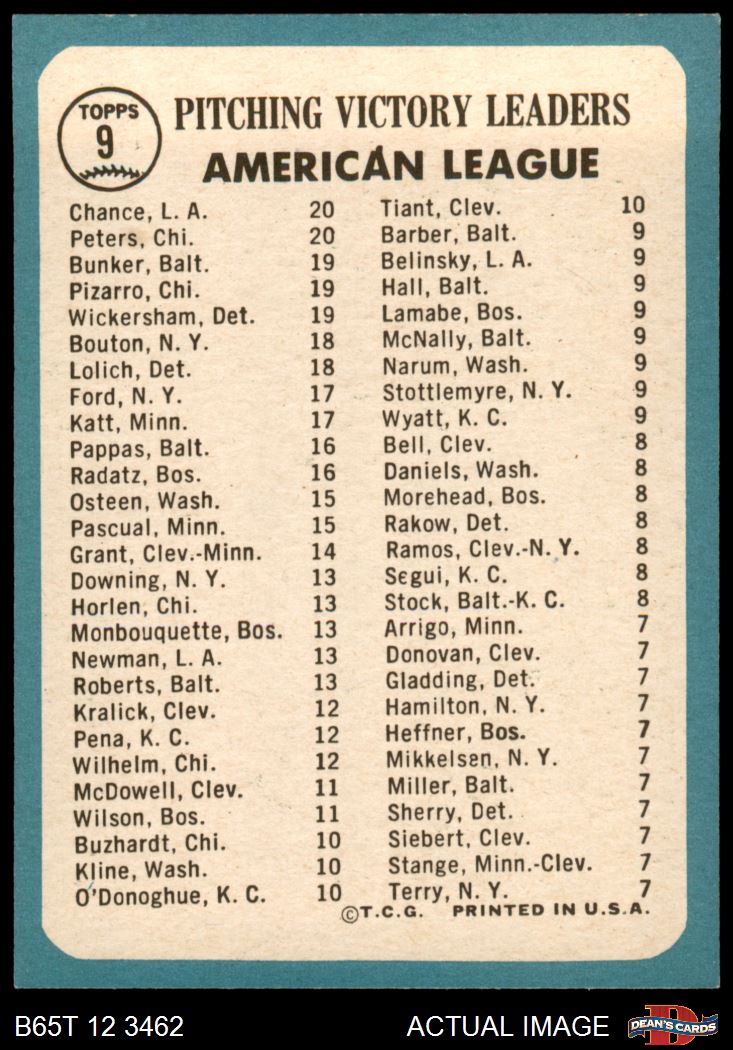 TOPPS
9
PITCHING VICTORY LEADERS
AMERICAN LEAGUE
Chance, L. A. 20
Peters, Chi. 20
Bunker, Balt. 19
Pizarro, Chi. 19
Wickersham, Det. 19
Bouton, N. Y. 18
Lolich, Det. 18
Ford, N. Y. 17
Katt, Minn. 17
Pappas, Balt. 16
Radatz, Bos. 16
Osteen, Wash. 15
Pascual, Minn. 15
Grant, Clev.-Minn. 14
Downing, N. Y. 13
Horlen, Chi. 13
Monbouquette, Bos. 13
Newman, L. A. 13
Roberts, Balt. 13
Kralick, Clev. 12
Pena, K. C. 12
Wilhelm, Chi. 12
McDowell, Clev. 11
Wilson, Bos. 11
Buzhardt, Chi. 10
Kline, Wash. 10
O'Donoghue, K. C. 10
Tiant, Clev. 10
Barber, Balt. 9
Belinsky, L. A. 9
Hall, Balt. 9
Lamabe, Bos. 9
McNally, Balt. 9
Narum, Wash. 9
Stottlemyre, N. Y. 9
Wyatt, K. C. 9
Bell, Clev. 8
Daniels, Wash. 8
Morehead, Bos. 8
Rakow, Det. 8
Ramos, Clev.-N. Y. 8
Segui, K. C. 8
Stock, Balt.-K. C. 8
Arrigo, Minn. 7
Donovan, Clev. 7
Gladding, Det. 7
Hamilton, N. Y. 7
Heffner, Bos. 7
Mikkelsen, N. Y. 7
Miller, Balt. 7
Sherry, Det. 7
Siebert, Clev. 7
Stange, Minn.-Clev. 7
Terry, N. Y. 7
©T.C.G. PRINTED IN U.S.A.
B65T 12 3462
ACTUAL IMAGE
D
DEAN'S CARDS